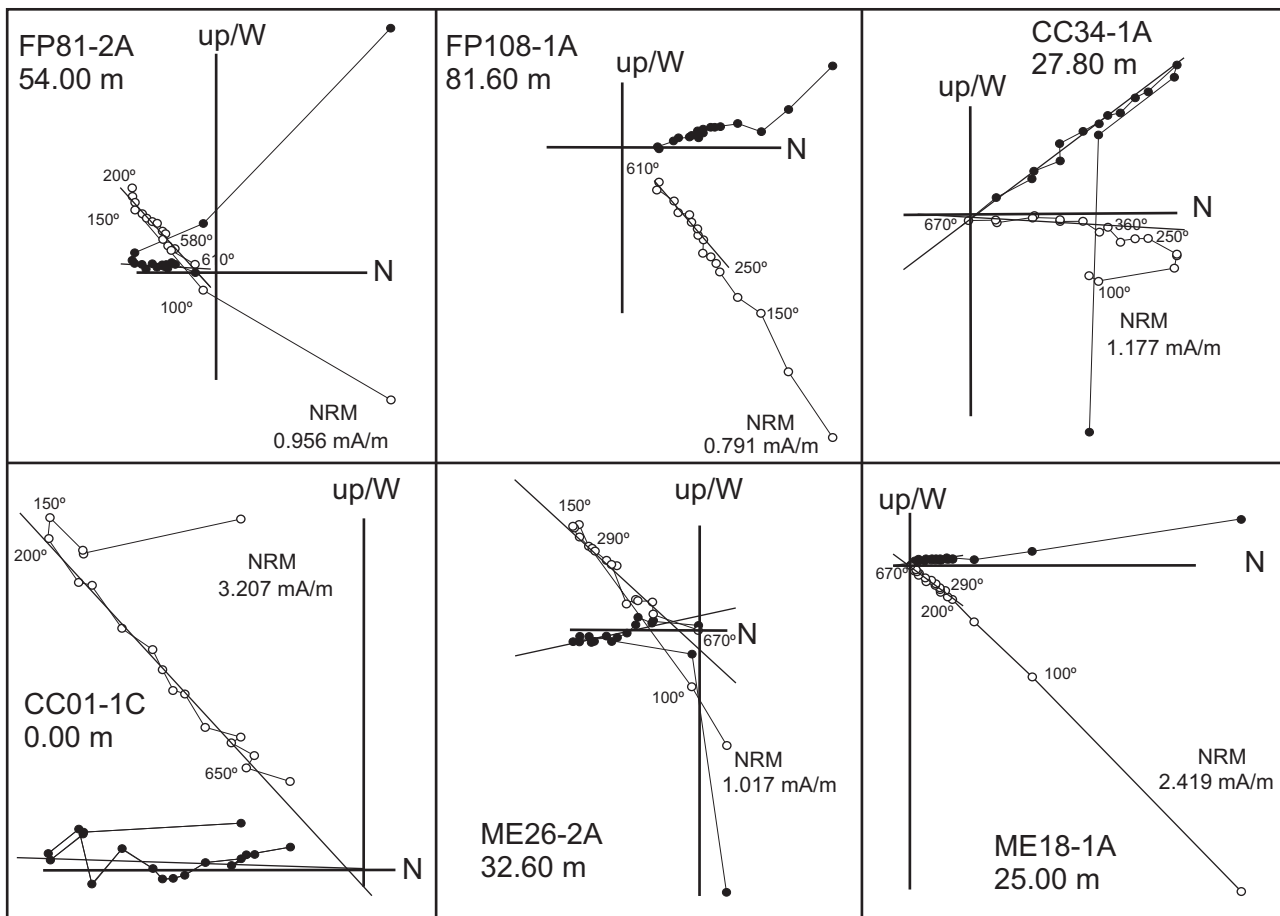 FP81-2A
54.00 m
up/W
200º
150º
580º
610º
N
100º
NRM
0.956 mA/m
FP108-1A
81.60 m
up/W
N
610º
250º
150º
NRM
0.791 mA/m
CC34-1A
27.80 m
up/W
N
670º
360º
250º
100º
NRM
1.177 mA/m
up/W
150º
200º
NRM
3.207 mA/m
CC01-1C
0.00 m
650º
N
up/W
150º
290º
N
670º
100º
NRM
1.017 mA/m
ME26-2A
32.60 m
up/W
N
670º
290º
200º
100º
NRM
2.419 mA/m
ME18-1A
25.00 m